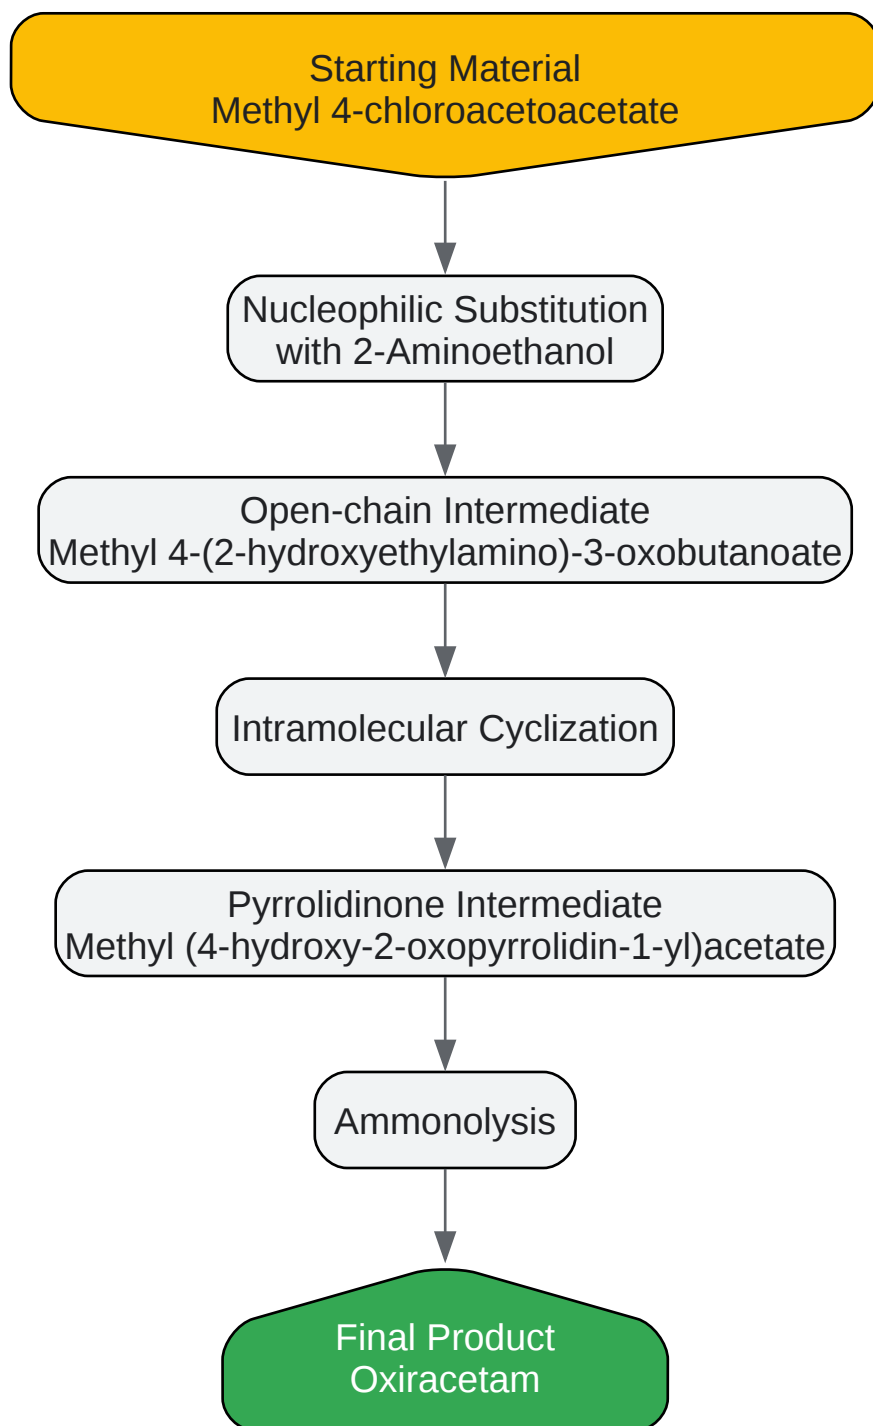 Starting Material
Methyl 4-chloroacetoacetate
Nucleophilic Substitution
with 2-Aminoethanol
Open-chain Intermediate
Methyl 4-(2-hydroxyethylamino)-3-oxobutanoate
Intramolecular Cyclization
Pyrrolidinone Intermediate
Methyl (4-hydroxy-2-oxopyrrolidin-1-yl)acetate
Ammonolysis
Final Product
Oxiracetam